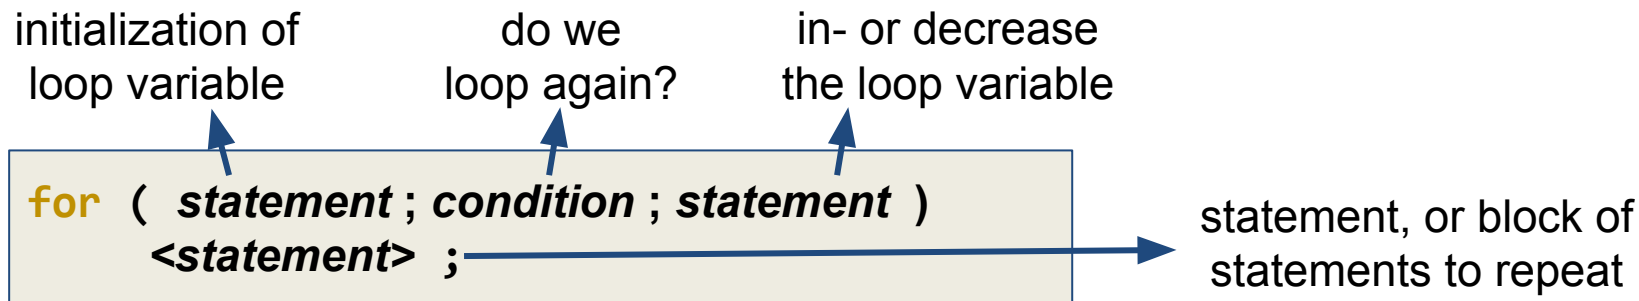 initialization of
loop variable
do we
loop again?
in- or decrease
the loop variable
for ( statement ; condition ; statement )
<statement> ;
statement, or block of
statements to repeat